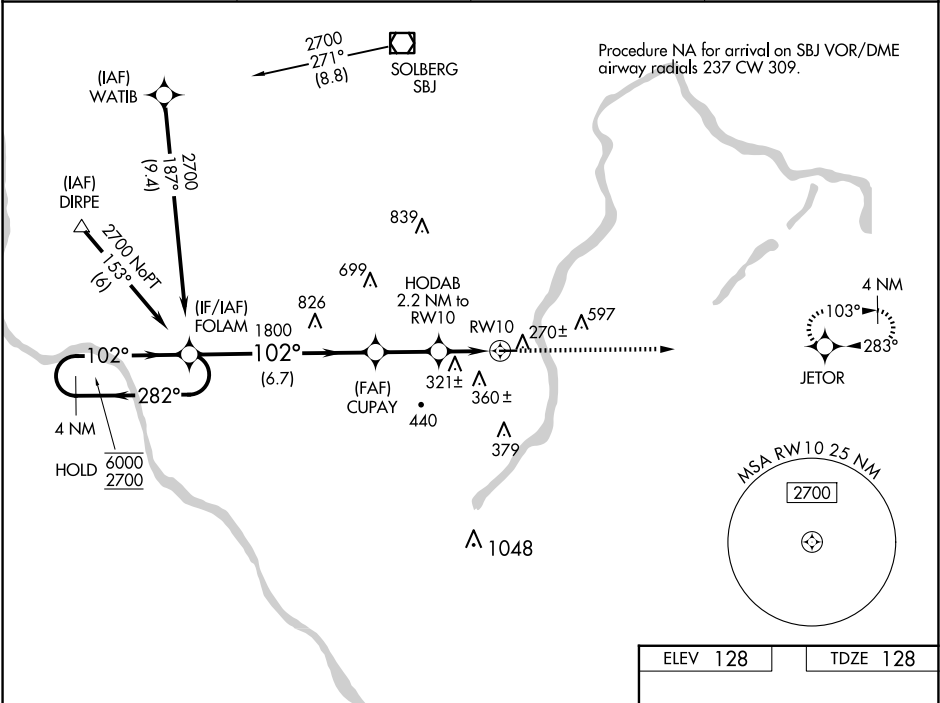 2700
271°
(8.8)
SOLBERG
SBJ
Procedure NA for arrival on SBJ VOR/DME
airway radials 237 CW 309.
(IAF)
WATIB
2700
187°
(9.4)
(IAF)
DIRPE
2700 NoPT
153°
(6)
839
699
826
HODAB
2.2 NM to
RW10
(IF/IAF)
FOLAM
1800
102°
(6.7)
RW10
270±
597
4 NM
103°
283°
JETOR
102°
282°
4 NM
HOLD
6000
2700
(FAF)
CUPAY
321±
360±
440
379
1048
MSA RW10 25 NM
2700
ELEV 128
TDZE 128